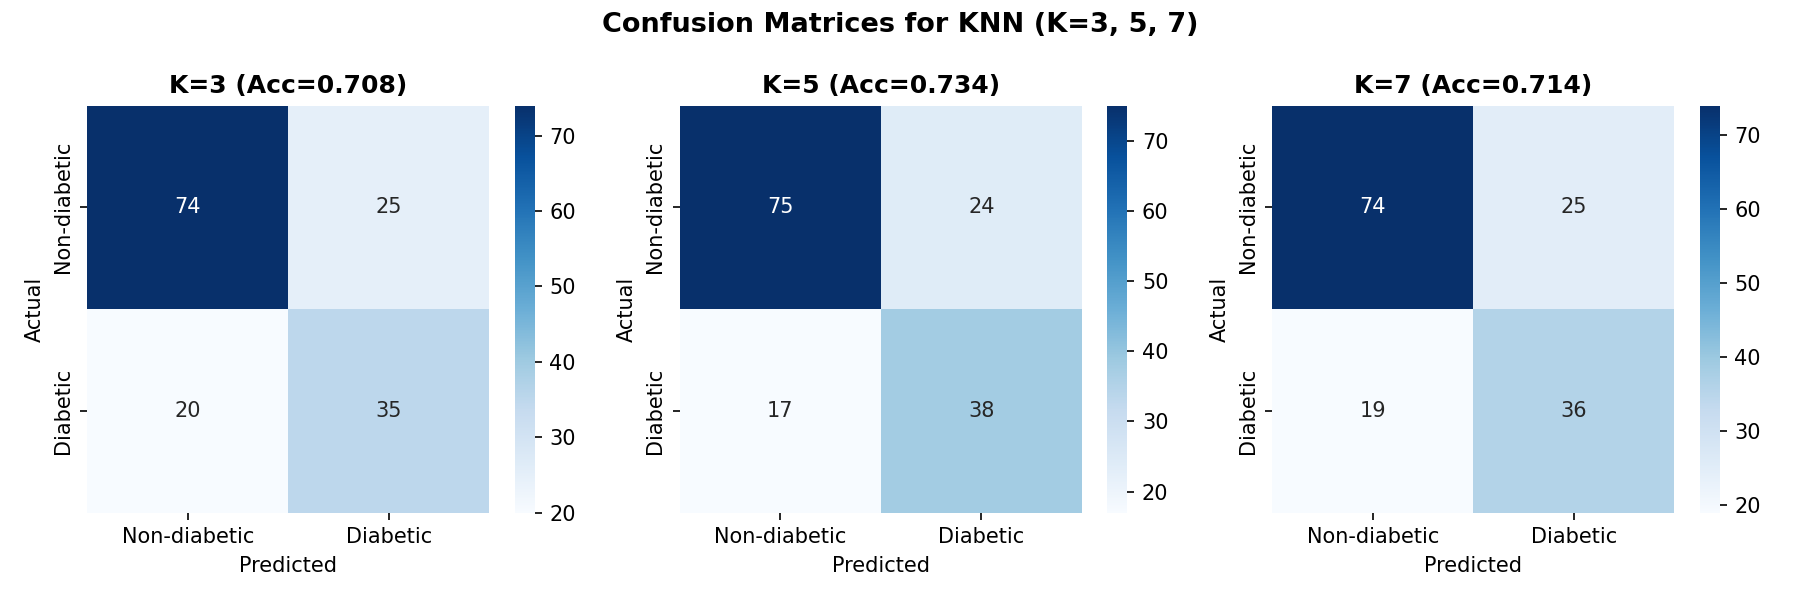 Confusion Matrices for KNN (K=3, 5, 7)
K=3 (Acc=0.708)
Actual
Non-diabetic
Diabetic
74
25
20
35
Non-diabetic
Diabetic
Predicted
70
60
50
40
30
20
K=5 (Acc=0.734)
Actual
Non-diabetic
Diabetic
75
24
17
38
Non-diabetic
Diabetic
Predicted
70
60
50
40
30
20
K=7 (Acc=0.714)
Actual
Non-diabetic
Diabetic
74
25
19
36
Non-diabetic
Diabetic
Predicted
70
60
50
40
30
20